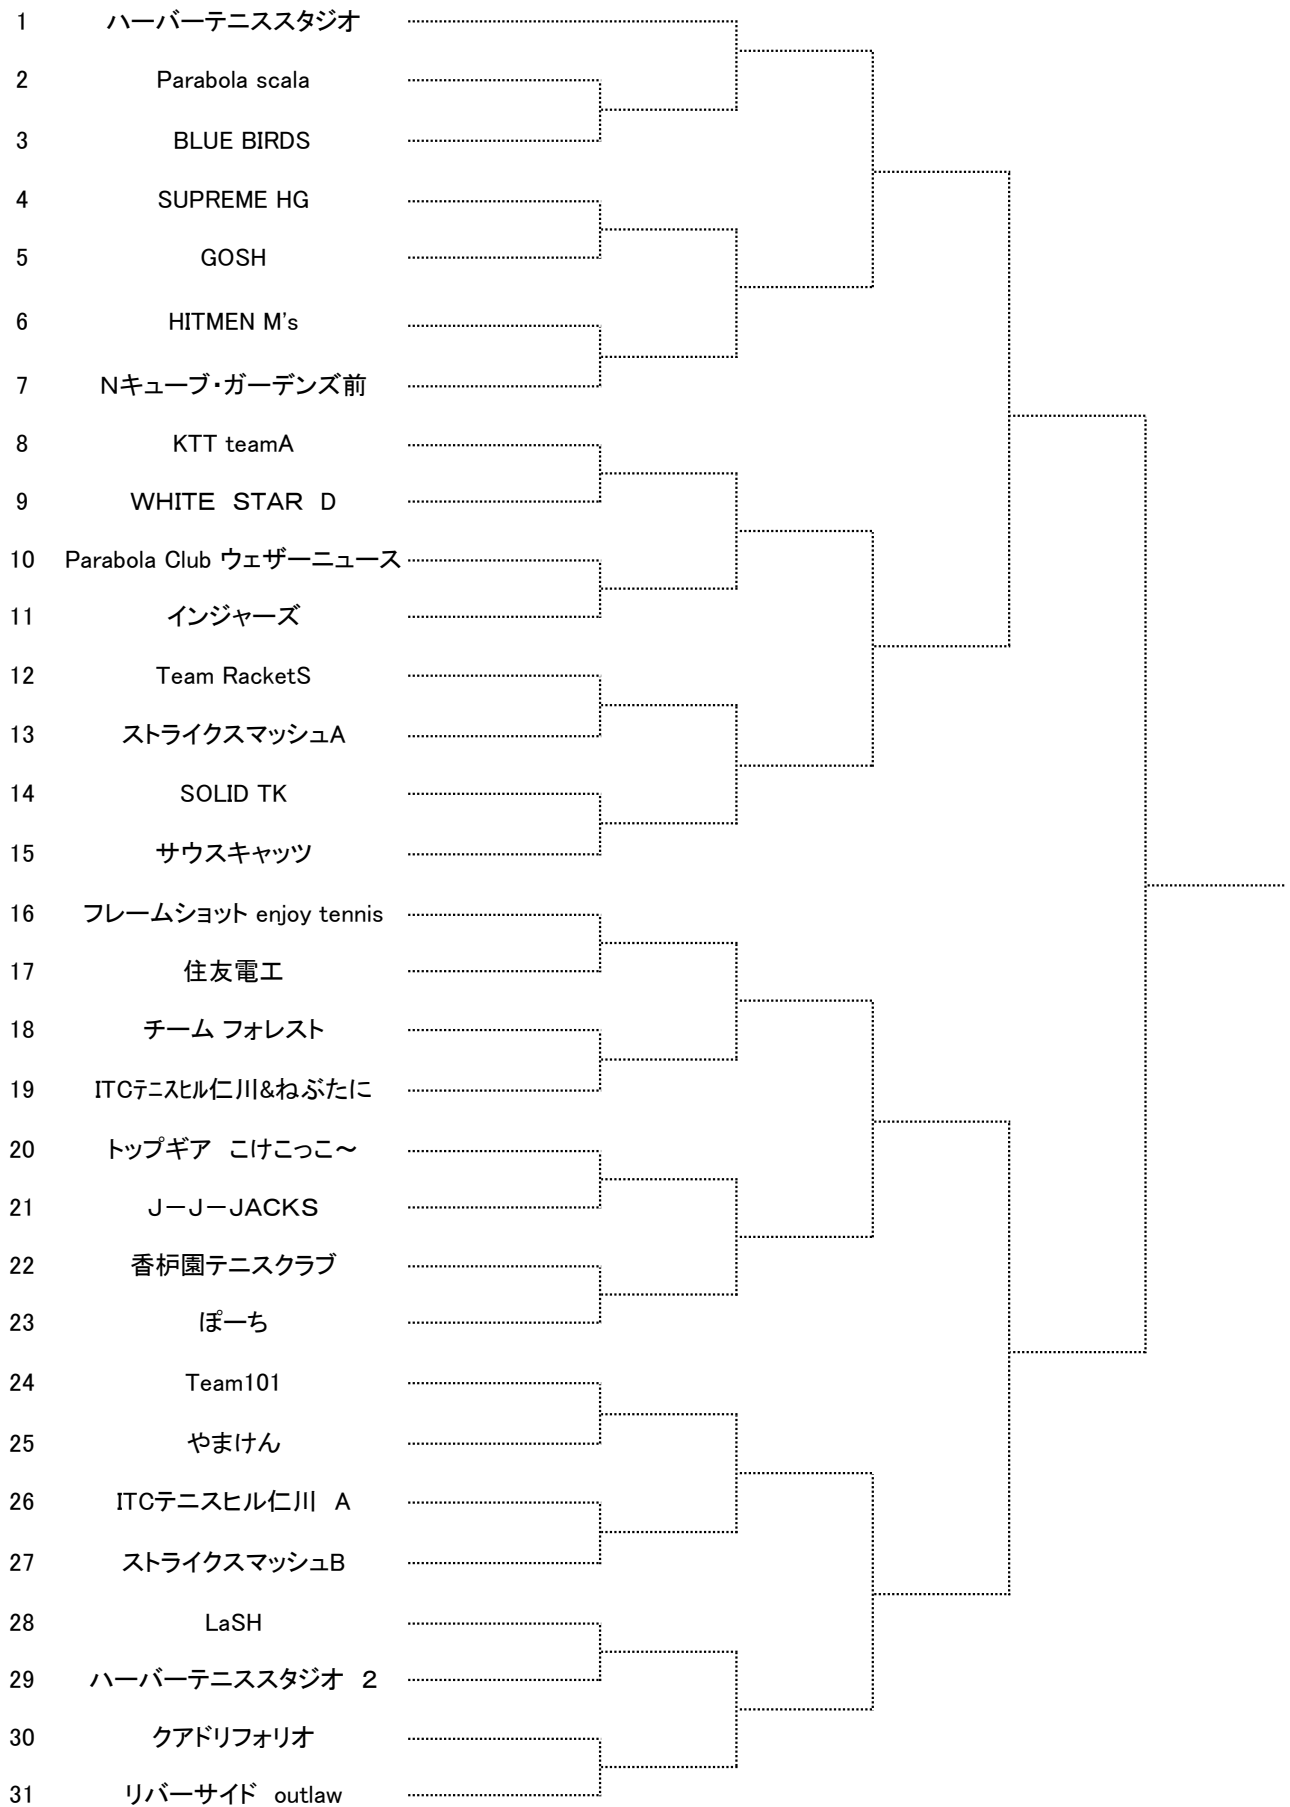 1 ハーバーテニススタジオ
2 Parabola scala
3 BLUE BIRDS
4 SUPREME HG
5 GOSH
6 HITMEN M's
7 Nキューブ・ガーデンズ前
8 KTT teamA
9 WHITE　STAR　D
10 Parabola Club ウェザーニュース
11 インジャーズ
12 Team RacketS
13 ストライクスマッシュA
14 SOLID TK
15 サウスキャッツ
16 フレームショット enjoy tennis
17 住友電工
18 チーム フォレスト
19 ITCﾃﾆｽﾋﾙ仁川&ねぶたに
20 トップギア　こけこっこ～
21 J－J－JACKS
22 香枦園テニスクラブ
23 ぽーち
24 Team101
25 やまけん
26 ITCテニスヒル仁川　A
27 ストライクスマッシュB
28 LaSH
29 ハーバーテニススタジオ　２
30 クアドリフォリオ
31 リバーサイド　outlaw